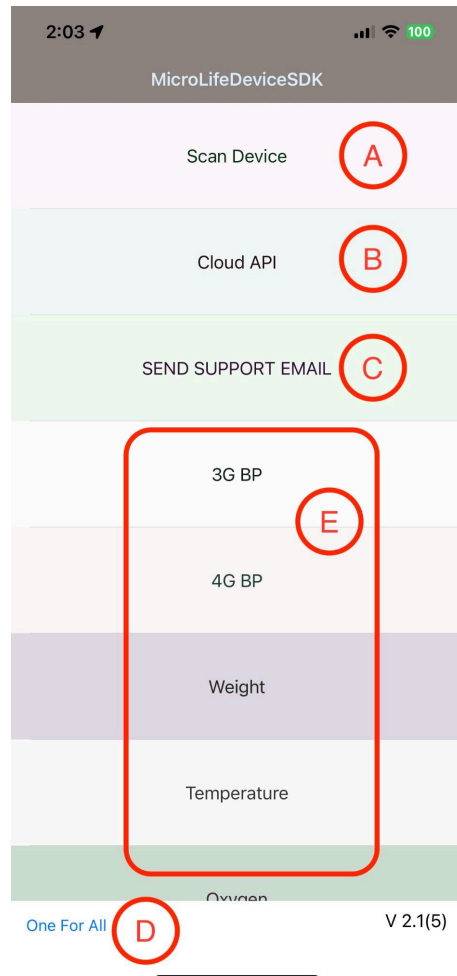 2:03
100
MicroLifeDeviceSDK
Scan Device A
Cloud API B
SEND SUPPORT EMAIL C
3G BP
E
4G BP
Weight
Temperature
Oxygen
One For All D V 2.1(5)